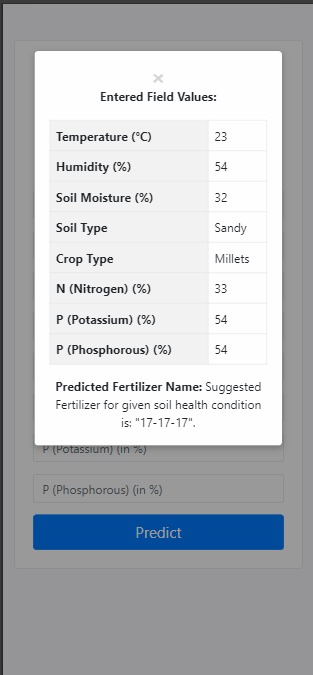 ×
Entered Field Values:
Temperature (°C) 23
Humidity (%) 54
Soil Moisture (%) 32
Soil Type Sandy
Crop Type Millets
N (Nitrogen) (%) 33
P (Potassium) (%) 54
P (Phosphorous) (%) 54
Predicted Fertilizer Name: Suggested
Fertilizer for given soil health condition
is: "17-17-17".
P (Potassium) (in %)
P (Phosphorous) (in %)
Predict